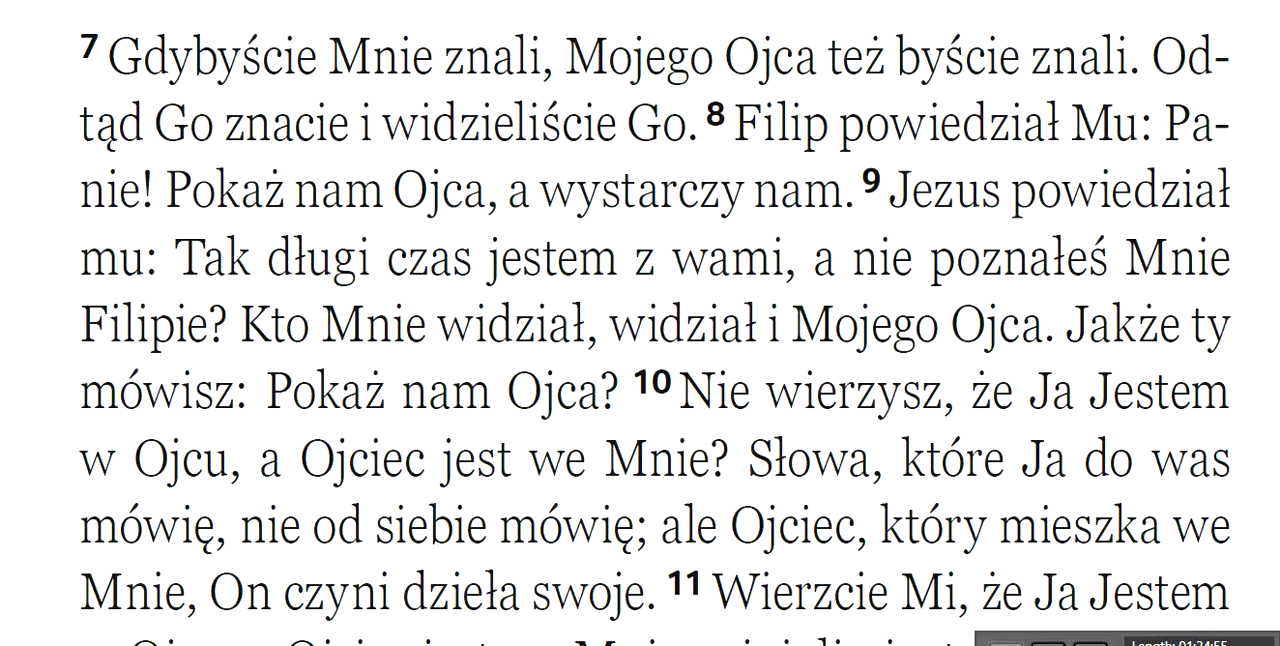 7 Gdybyście Mnie znali, Mojego Ojca też byście znali. Od-
tąd Go znacie i widzieliście Go. 8 Filip powiedział Mu: Pa-
nie! Pokaż nam Ojca, a wystarczy nam. 9 Jezus powiedział
mu: Tak długi czas jestem z wami, a nie poznałeś Mnie
Filipie? Kto Mnie widział, widział i Mojego Ojca. Jakże ty
mówisz: Pokaż nam Ojca? 10 Nie wierzysz, że Ja Jestem
w Ojcu, a Ojciec jest we Mnie? Słowa, które Ja do was
mówię, nie od siebie mówię; ale Ojciec, który mieszka we
Mnie, On czyni dzieła swoje. 11 Wierzcie Mi, że Ja Jestem
Length: 01:24:55